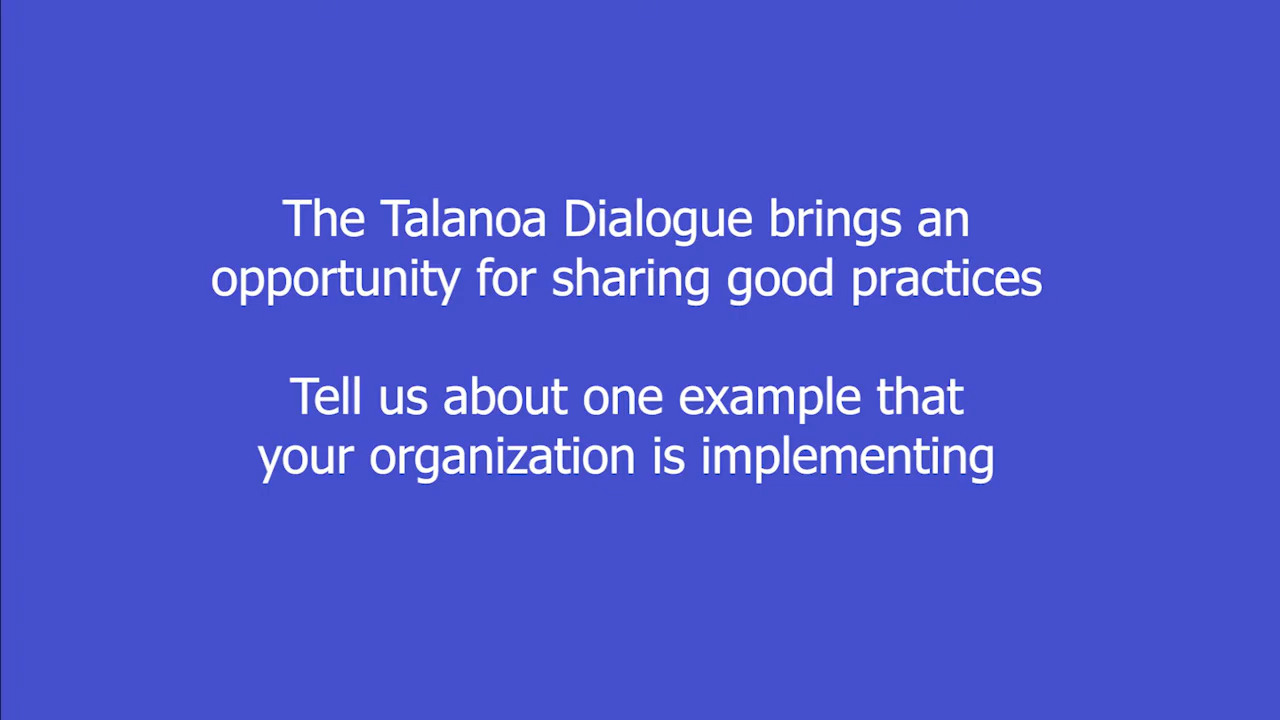 The Talanoa Dialogue brings an
opportunity for sharing good practices
Tell us about one example that
your organization is implementing